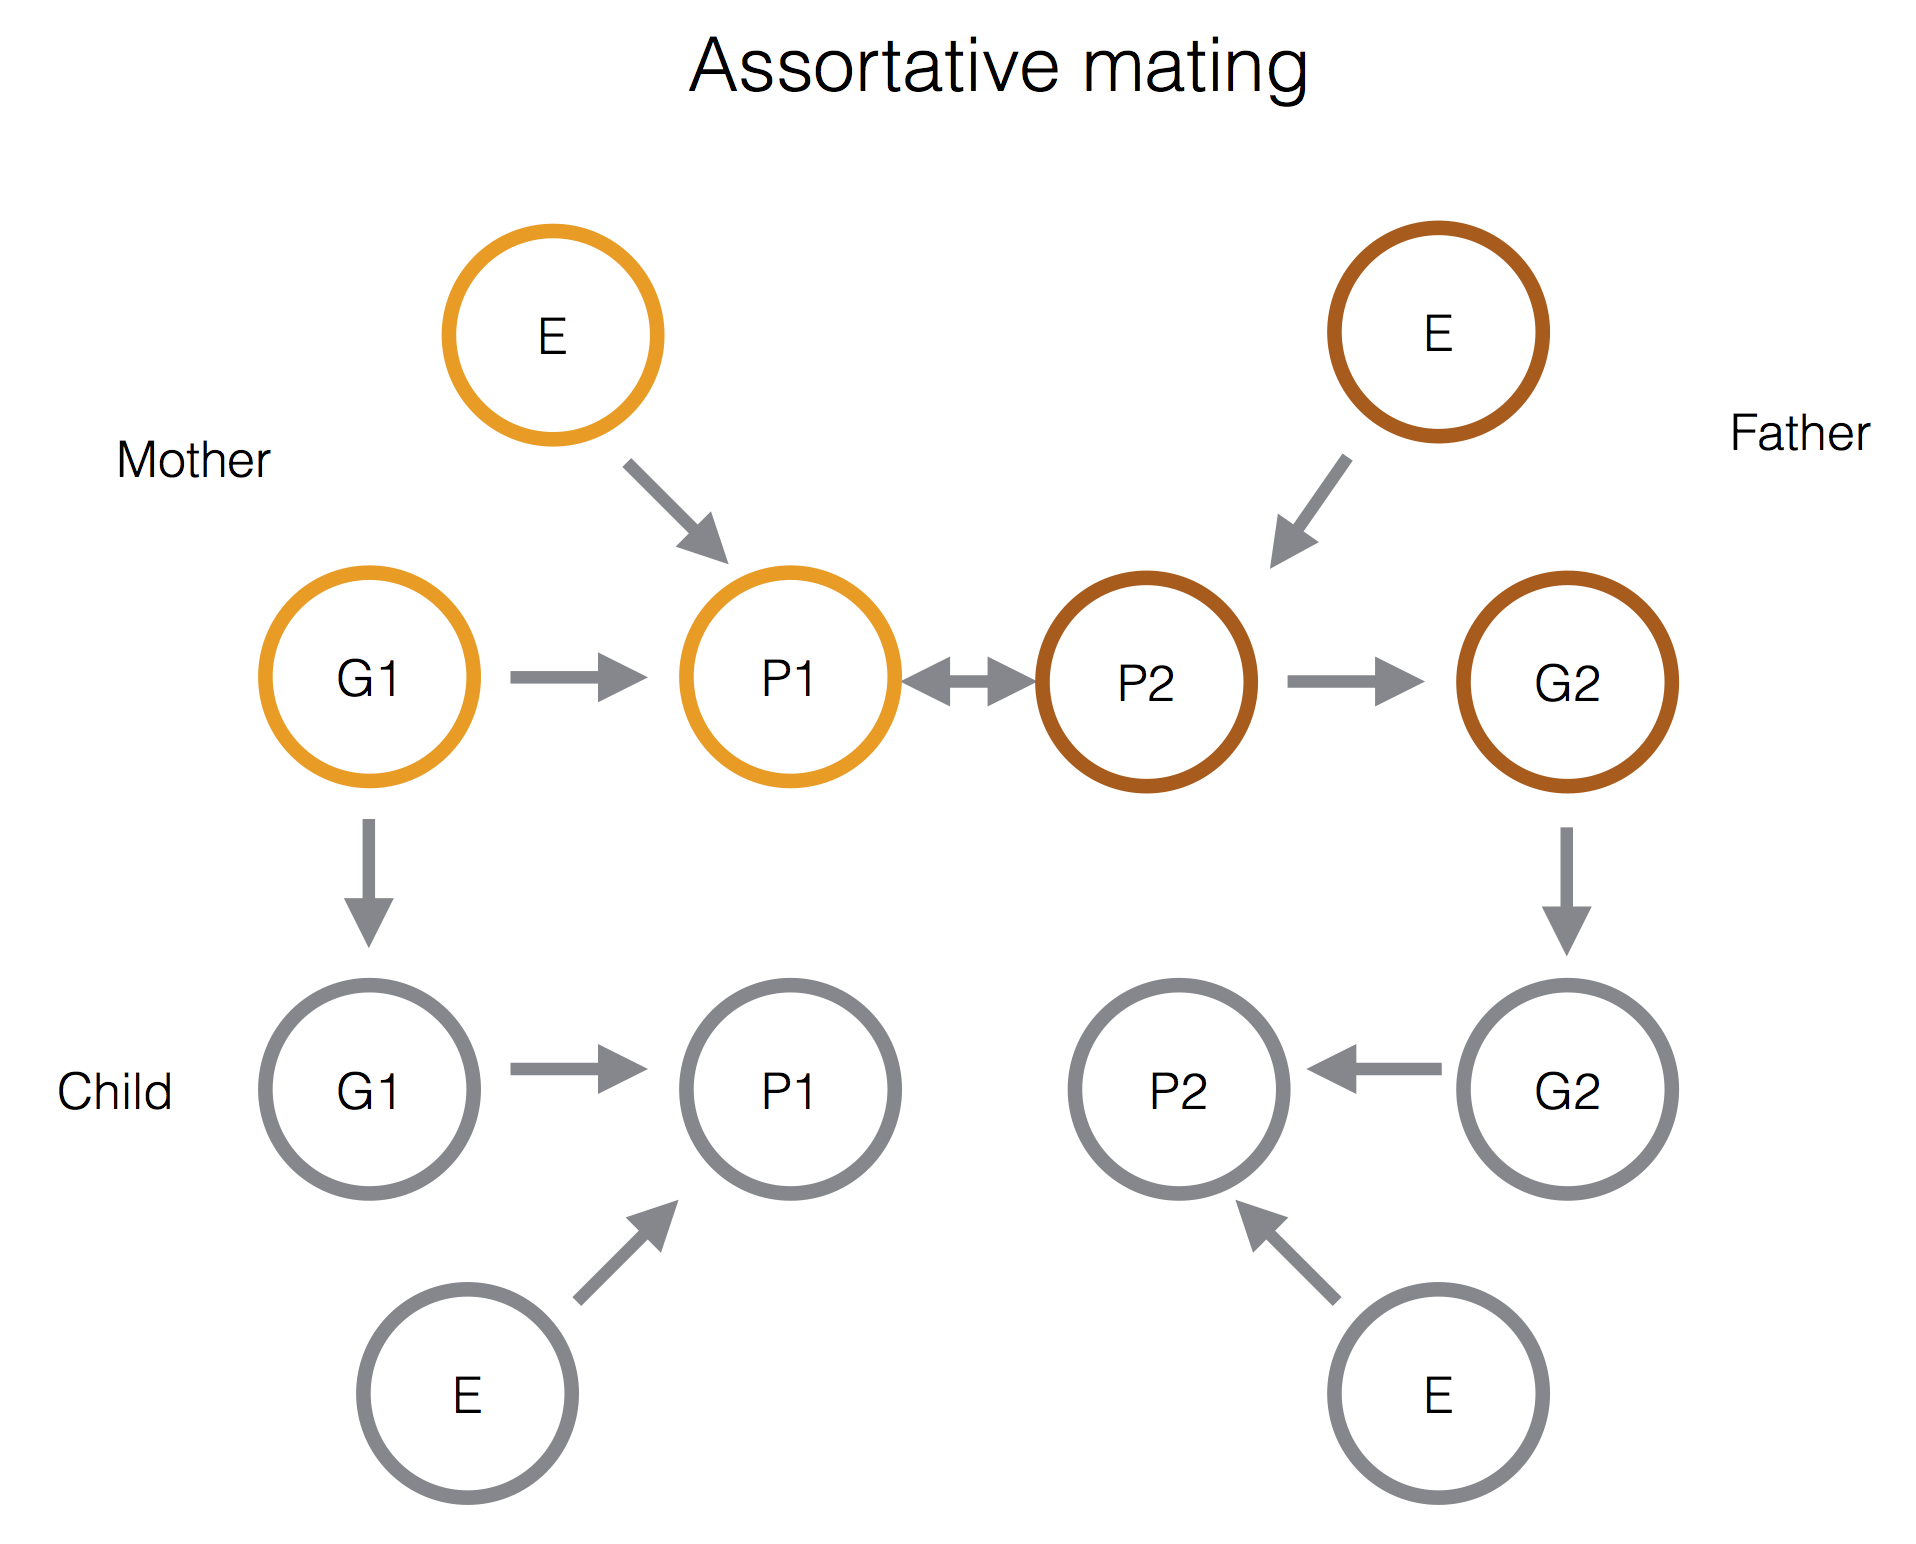 Assortative mating
E
E
Mother
Father
G1
P1
P2
G2
Child
G1
P1
P2
G2
E
E